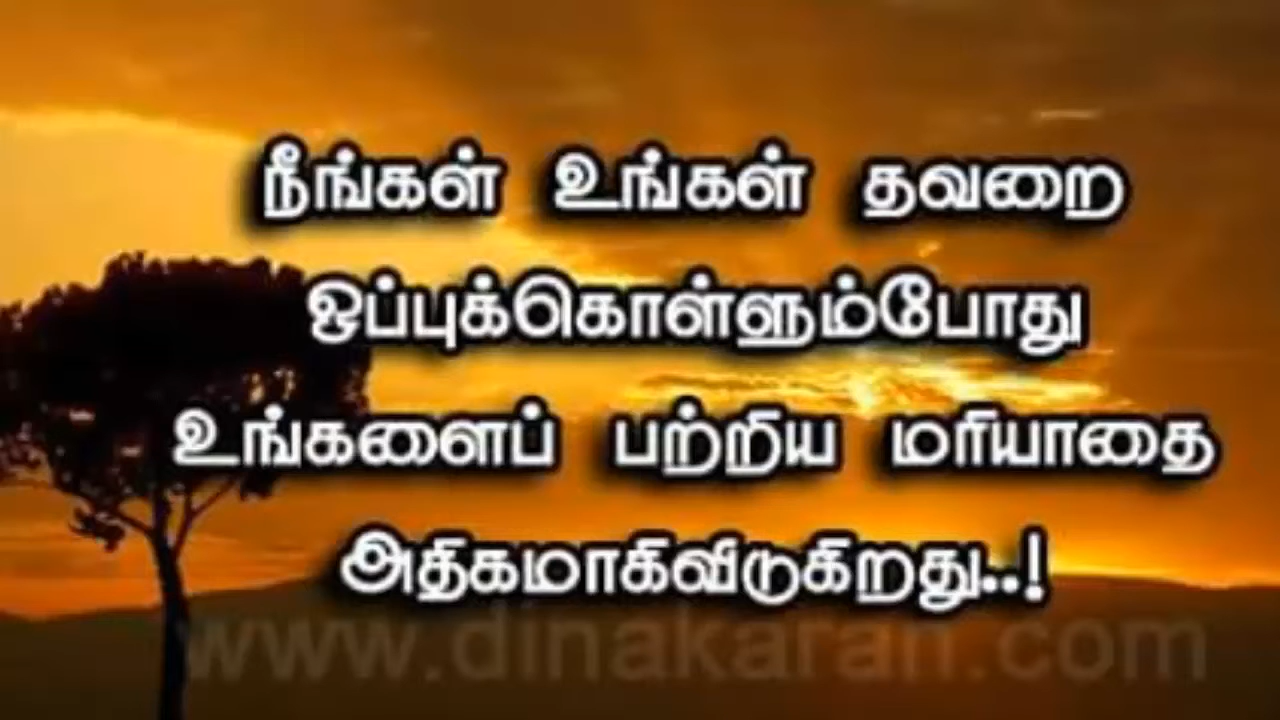 நீங்கள் உங்கள் தவறை
ஒப்புக்கொள்ளும்போது
உங்களைப் பற்றிய மரியாதை
அதிகமாகிவிடுகிறது..!
www.dinakaran.com